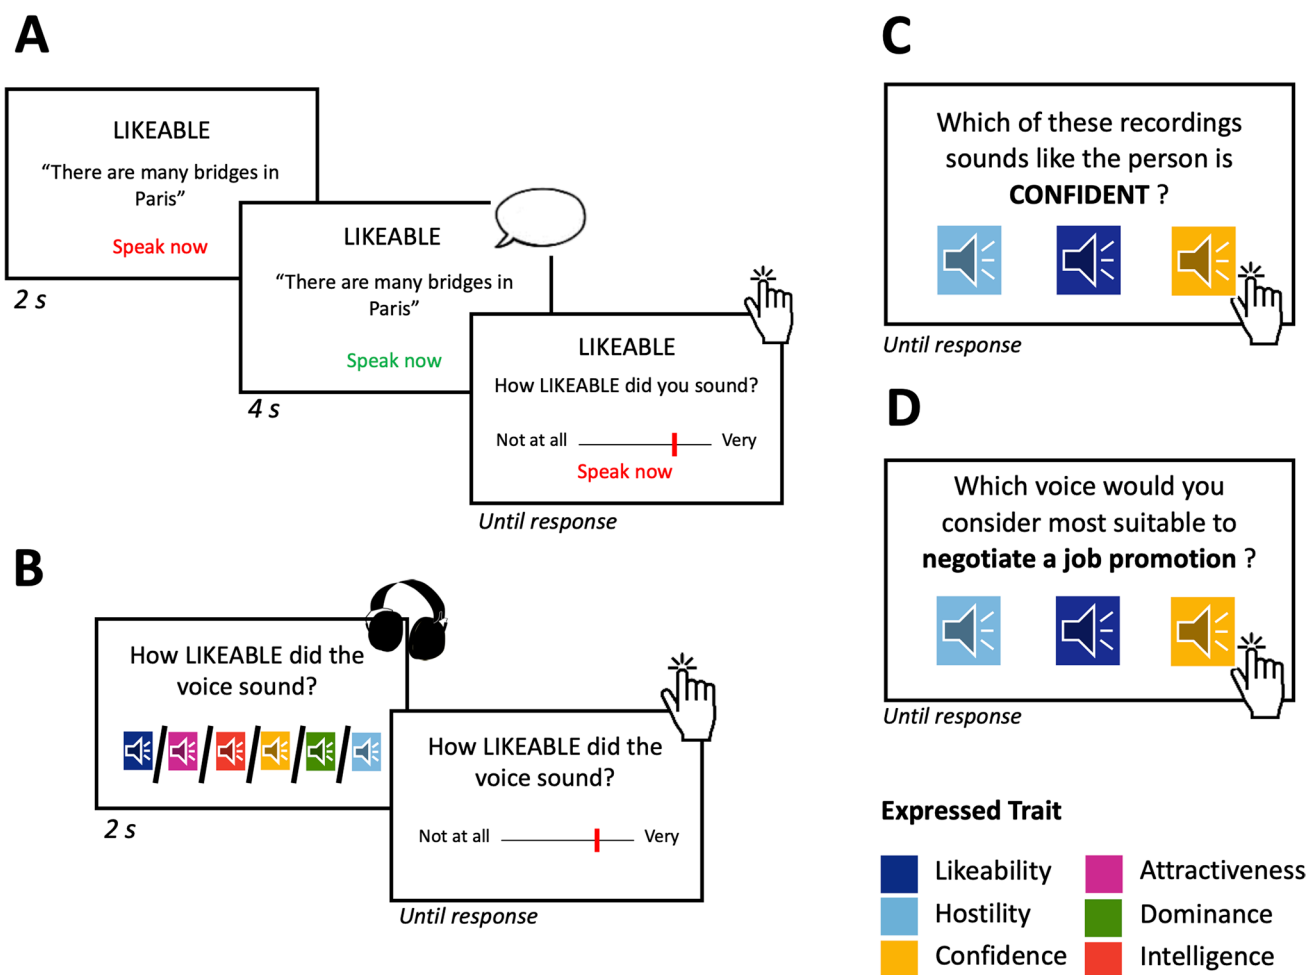 A
LIKEABLE
“There are many bridges in
Paris”
Speak now
2 s
LIKEABLE
“There are many bridges in
Paris”
Speak now
4 s
LIKEABLE
How LIKEABLE did you sound?
Not at all
Very
Speak now
Until response
B
How LIKEABLE did the
voice sound?
2 s
How LIKEABLE did the
voice sound?
Not at all
Very
Until response
C
Which of these recordings
sounds like the person is
CONFIDENT ?
Until response
D
Which voice would you
consider most suitable to
negotiate a job promotion ?
Until response
Expressed Trait
Likeability
Attractiveness
Hostility
Dominance
Confidence
Intelligence